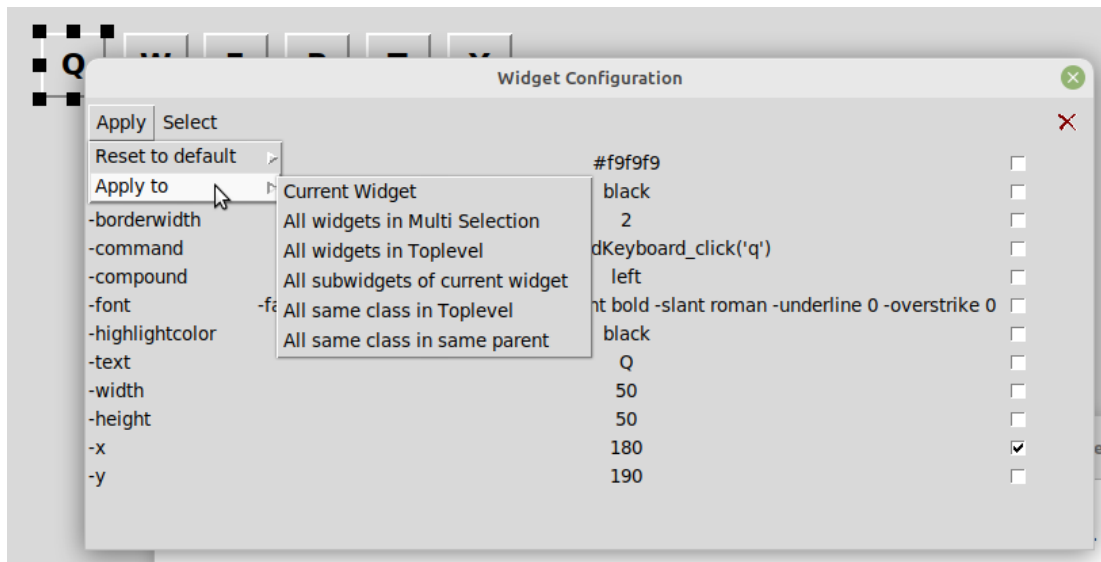 Q
Widget Configuration
Apply Select
Reset to default
#f9f9f9
Apply to
Current Widget
black
-borderwidth
All widgets in Multi Selection
2
-command
All widgets in Toplevel
dKeyboard_click('q')
-compound
All subwidgets of current widget
left
-font
-fa
All same class in Toplevel
nt bold -slant roman -underline 0 -overstrike 0
-highlightcolor
All same class in same parent
black
-text Q
-width 50
-height 50
-x 180
-y 190